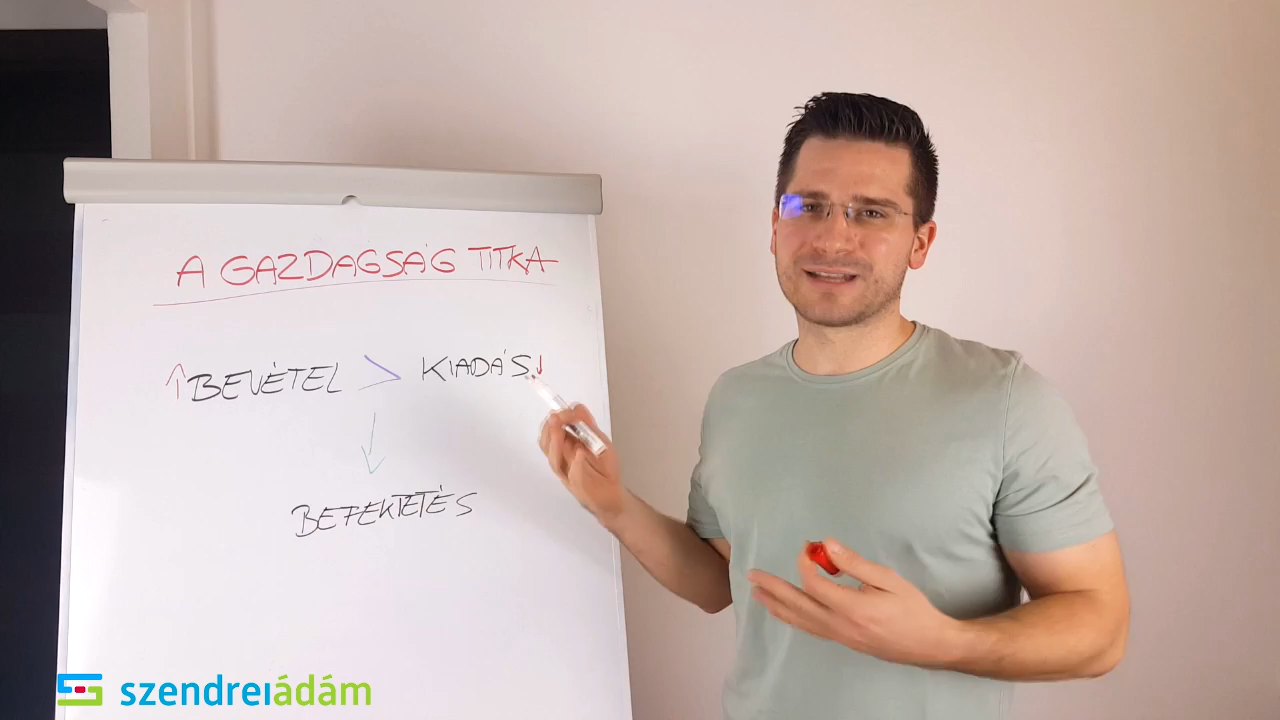 A GAZDAGSÁG TITKA
↑ BEVÉTEL > KIADÁS ↓
↓
BEFEKTETÉS
szendreiádám